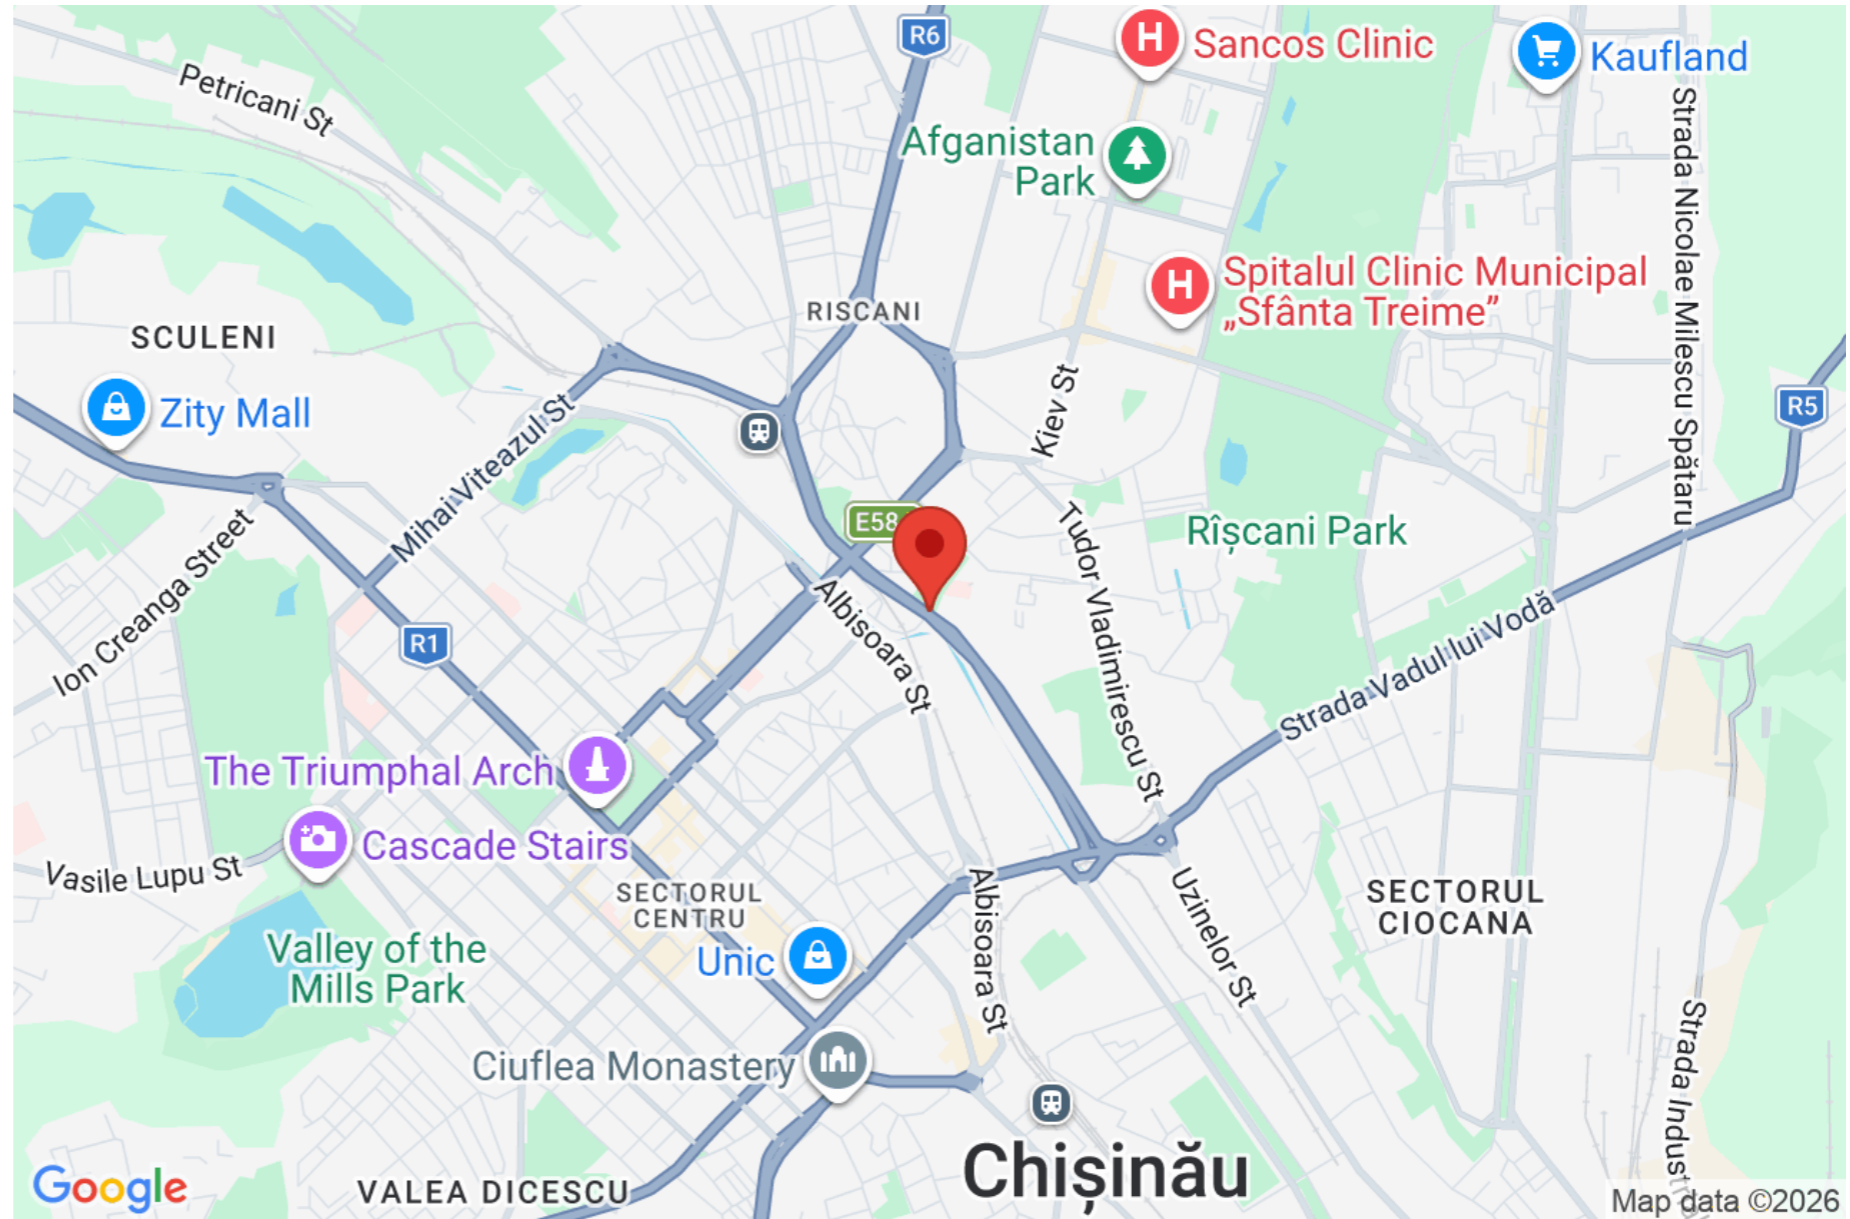 R6
H
Sancos Clinic
Kaufland
Petricani St
Afganistan
Park
Strada Nicolae Milescu Spătaru
H
Spitalul Clinic Municipal
„Sfânta Treime”
RISCANI
SCULENI
Zity Mall
Mihai Viteazul St
Kiev St
R5
Ion Creanga Street
E58
Tudor Vladimirescu St
Rîșcani Park
Albisoara St
R1
Strada Vadul lui Vodă
The Triumphal Arch
Cascade Stairs
Vasile Lupu St
SECTORUL
CENTRU
Albisoara St
Uzinelor St
SECTORUL
CIOCANA
Valley of the
Mills Park
Unic
Ciuflea Monastery
Strada Industr
Chișinău
VALEA DICESCU
Google
Map data ©2026